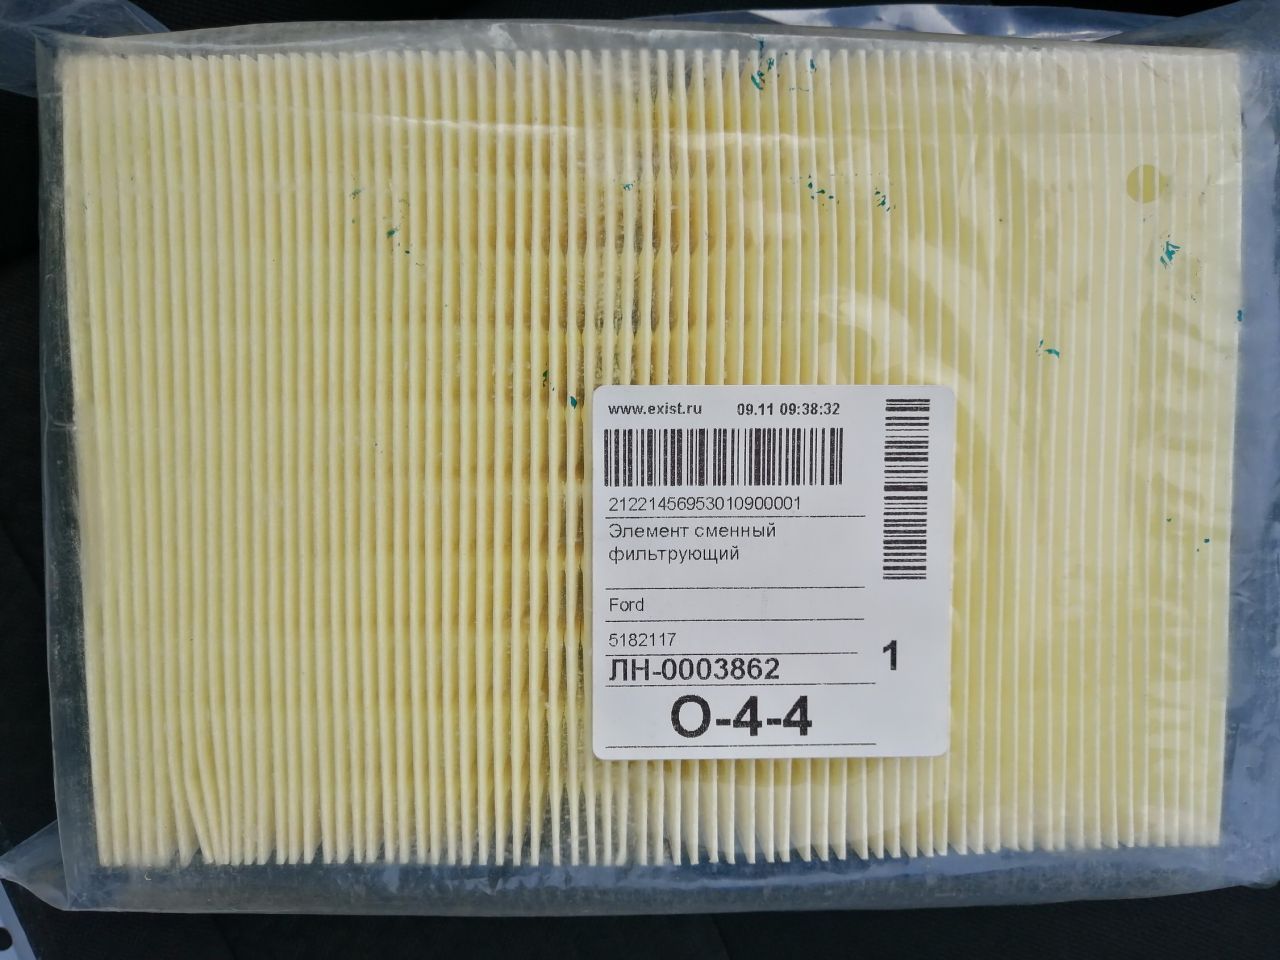 www.exist.ru 09.11 09:38:32
21221456953010900001
Элемент сменный
фильтрующий
Ford
5182117
ЛН-0003862
1
О-4-4